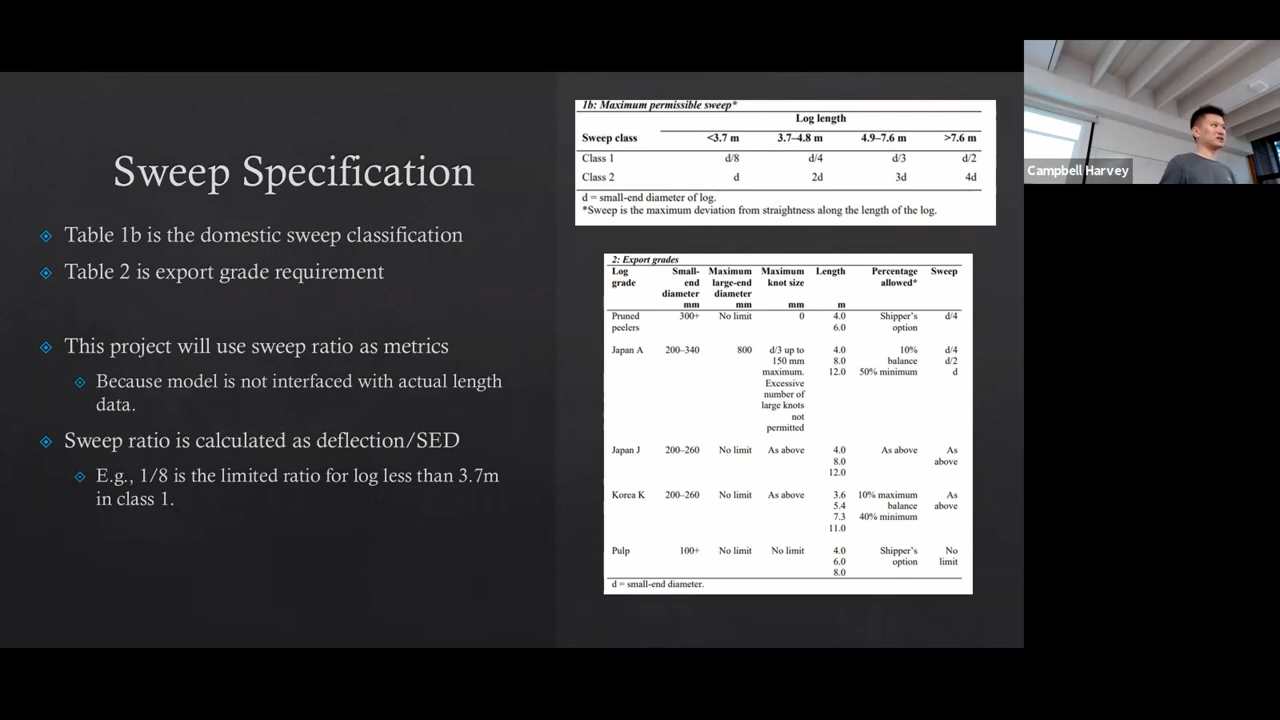 Sweep Specification
Table 1b is the domestic sweep classification
Table 2 is export grade requirement
This project will use sweep ratio as metrics
Because model is not interfaced with actual length
data.
Sweep ratio is calculated as deflection/SED
E.g., 1/8 is the limited ratio for log less than 3.7m
in class 1.
1b: Maximum permissible sweep*
Log length
Sweep class <3.7 m 3.7–4.8 m 4.9–7.6 m >7.6 m
Class 1 d/8 d/4 d/3 d/2
Class 2 d 2d 3d 4d
d = small-end diameter of log.
*Sweep is the maximum deviation from straightness along the length of the log.
2: Export grades
Log Small- Maximum Maximum Length Percentage Sweep
grade end large-end knot size allowed*
diameter diameter
mm mm mm m
Pruned 300+ No limit 0 4.0 Shipper's d/4
peelers 6.0 option
Japan A 200–340 800 d/3 up to 4.0 10% d/4
150 mm 8.0 balance d/2
maximum. 12.0 50% minimum d
Excessive
number of
large knots
not
permitted
Japan J 200–260 No limit As above 4.0 As above As
8.0 above
12.0
Korea K 200–260 No limit As above 3.6 10% maximum As
5.4 balance above
7.3 40% minimum
11.0
Pulp 100+ No limit No limit 4.0 Shipper's No
6.0 option limit
8.0
d = small-end diameter.
Campbell Harvey